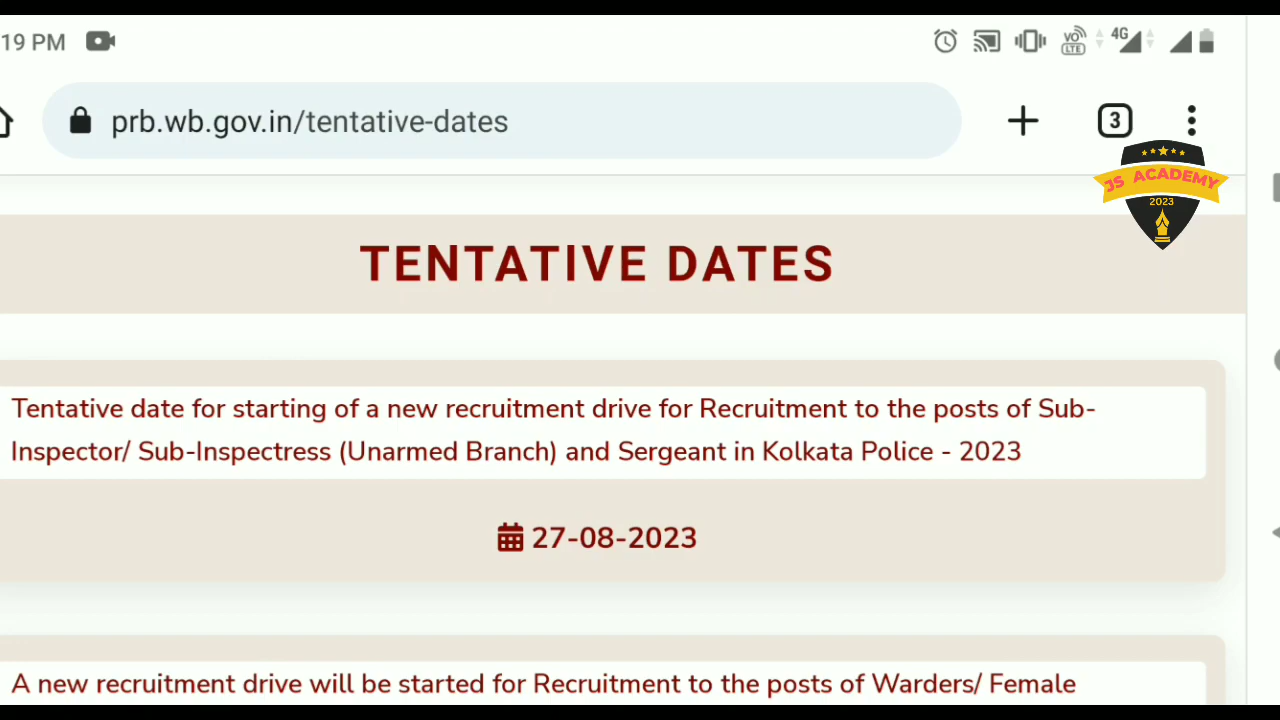 19 PM
VO
LTE
4G
prb.wb.gov.in/tentative-dates
3
JS ACADEMY
2023
TENTATIVE DATES
Tentative date for starting of a new recruitment drive for Recruitment to the posts of Sub-
Inspector/ Sub-Inspectress (Unarmed Branch) and Sergeant in Kolkata Police - 2023
27-08-2023
A new recruitment drive will be started for Recruitment to the posts of Warders/ Female